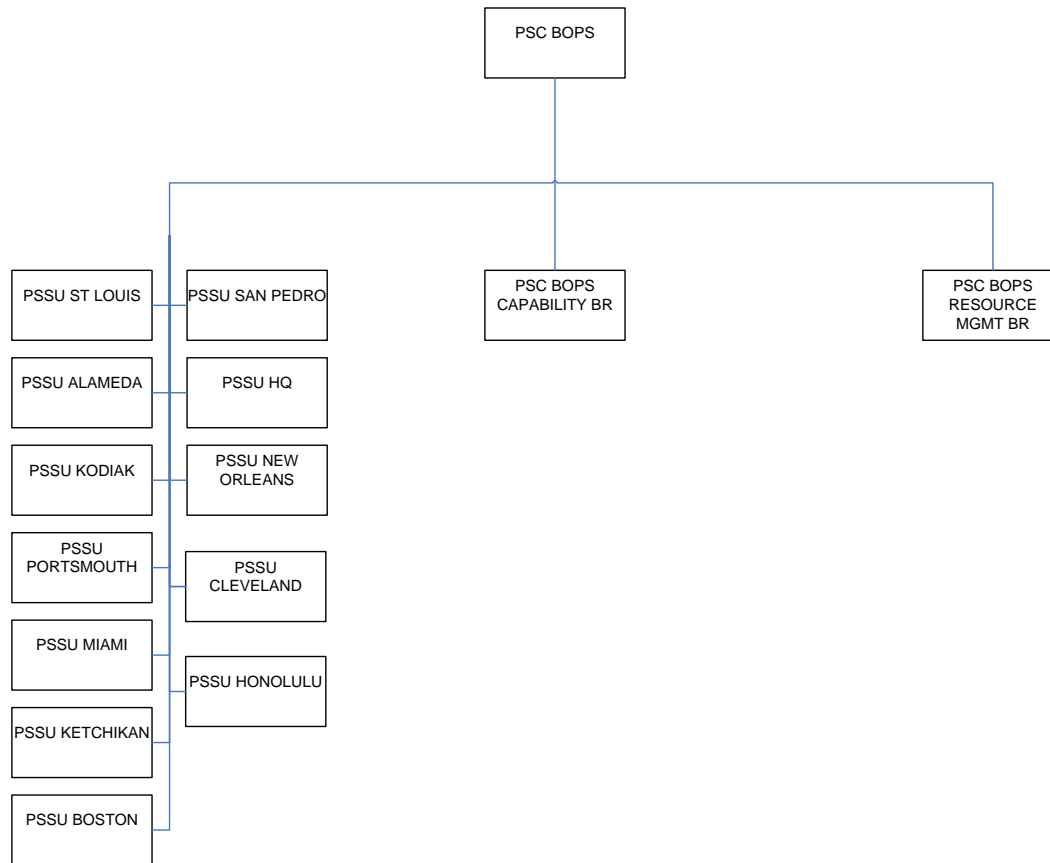 PSC BOPS
PSSU ST LOUIS
PSSU SAN PEDRO
PSC BOPS
CAPABILITY BR
PSC BOPS
RESOURCE
MGMT BR
PSSU ALAMEDA
PSSU HQ
PSSU KODIAK
PSSU NEW
ORLEANS
PSSU
PORTSMOUTH
PSSU
CLEVELAND
PSSU MIAMI
PSSU HONOLULU
PSSU KETCHIKAN
PSSU BOSTON